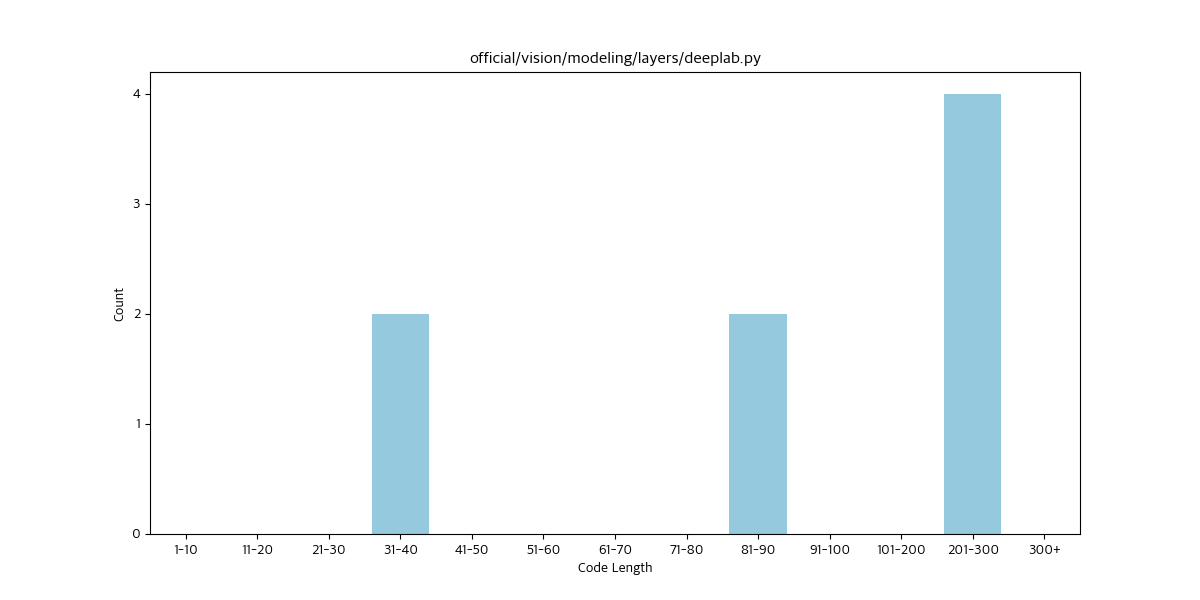 official/vision/modeling/layers/deeplab.py
4
3
2
1
0
Count
1-10 11-20 21-30 31-40 41-50 51-60 61-70 71-80 81-90 91-100 101-200 201-300 300+
Code Length